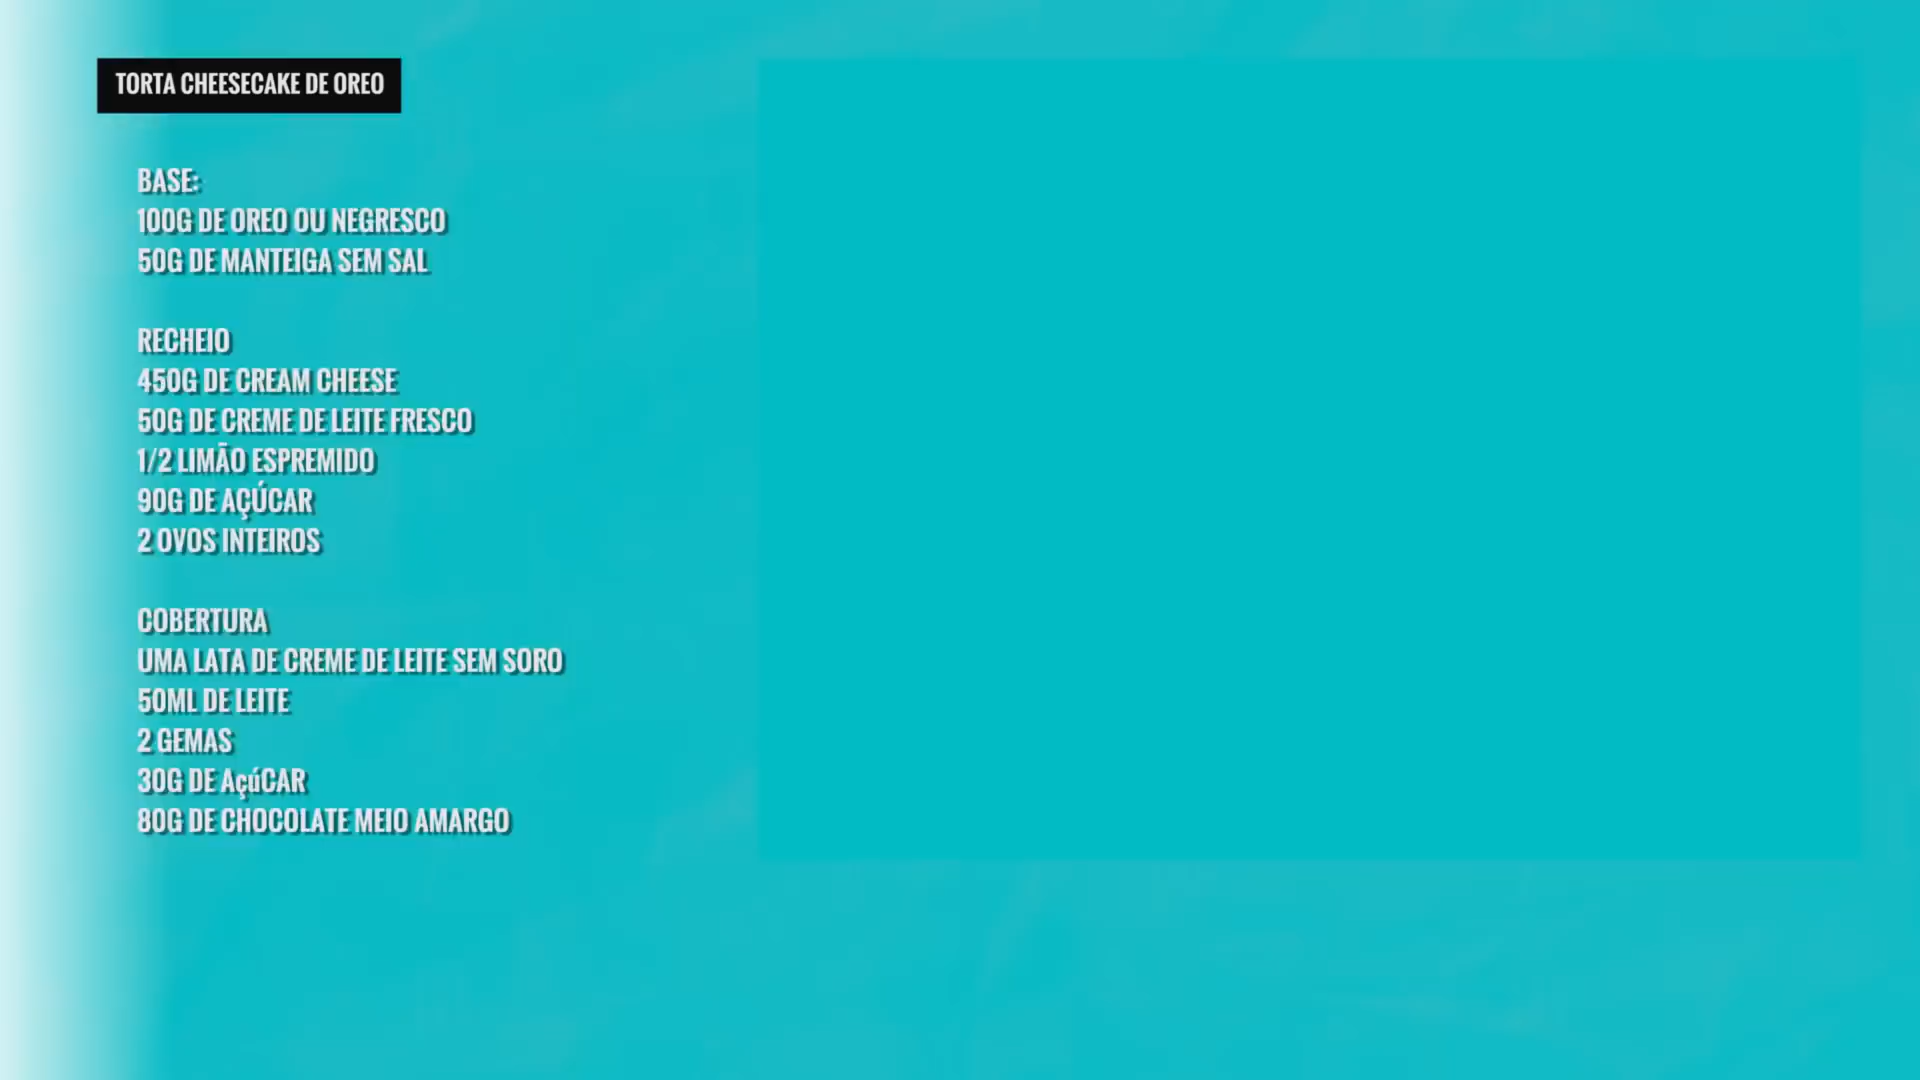 TORTA CHEESECAKE DE OREO
BASE:
100G DE OREO OU NEGRESCO
50G DE MANTEIGA SEM SAL
RECHEIO
450G DE CREAM CHEESE
50G DE CREME DE LEITE FRESCO
1/2 LIMÃO ESPREMIDO
90G DE AÇÚCAR
2 OVOS INTEIROS
COBERTURA
UMA LATA DE CREME DE LEITE SEM SORO
50ML DE LEITE
2 GEMAS
30G DE AçúCAR
80G DE CHOCOLATE MEIO AMARGO